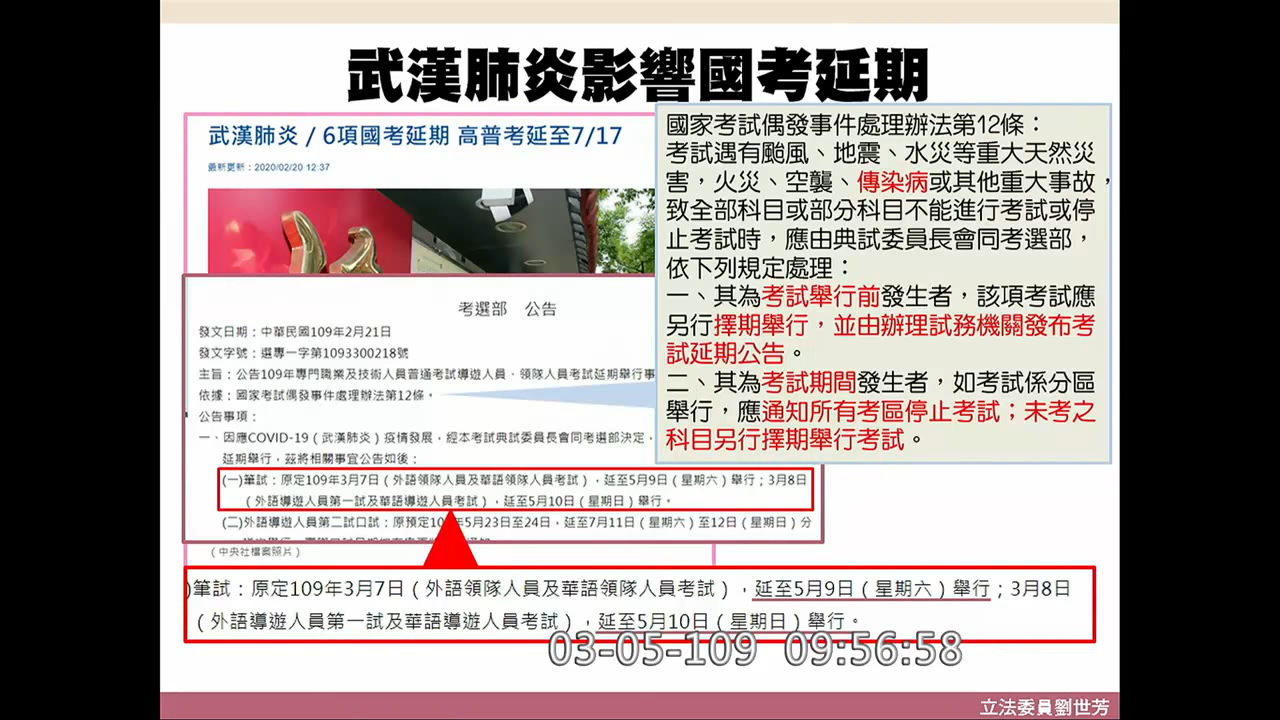 武漢肺炎影響國考延期
武漢肺炎 / 6項國考延期 高普考延至7/17
最新更新：2020/02/20 12:37
國家考試偶發事件處理辦法第12條：
考試遇有颱風、地震、水災等重大天然災
害，火災、空襲、傳染病或其他重大事故，
致全部科目或部分科目不能進行考試或停
止考試時，應由典試委員長會同考選部，
依下列規定處理：
一、其為考試舉行前發生者，該項考試應
另行擇期舉行，並由辦理試務機關發布考
試延期公告。
二、其為考試期間發生者，如考試係分區
舉行，應通知所有考區停止考試；未考之
科目另行擇期舉行考試。
考選部 公告
發文日期：中華民國109年2月21日
發文字號：選專一字第1093300218號
主旨：公告109年專門職業及技術人員普通考試導遊人員、領隊人員考試延期舉行事
依據：國家考試偶發事件處理辦法第12條。
公告事項：
一、因應COVID-19（武漢肺炎）疫情發展，經本考試典試委員長會同考選部決定，
延期舉行，茲將相關事宜公告如後：
(一)筆試：原定109年3月7日（外語領隊人員及華語領隊人員考試），延至5月9日（星期六）舉行；3月8日
（外語導遊人員第一試及華語導遊人員考試），延至5月10日（星期日）舉行。
(二)外語導遊人員第二試口試：原預定10 年5月23日至24日，延至7月11日（星期六）至12日（星期日）分
（中央社檔案照片）
)筆試：原定109年3月7日（外語領隊人員及華語領隊人員考試），延至5月9日（星期六）舉行；3月8日
（外語導遊人員第一試及華語導遊人員考試），延至5月10日（星期日）舉行。
03-05-109 09:56:58
立法委員劉世芳